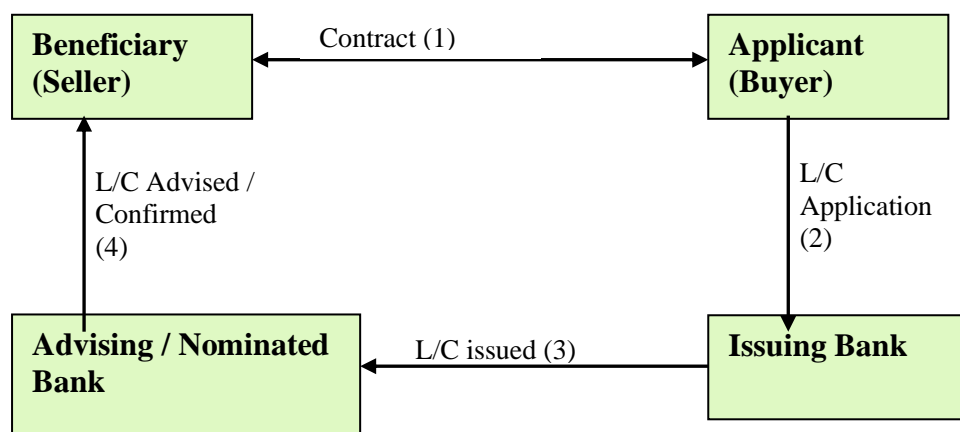 Beneficiary
(Seller)
Contract (1)
Applicant
(Buyer)
L/C Advised /
Confirmed
(4)
L/C
Application
(2)
Advising / Nominated
Bank
L/C issued (3)
Issuing Bank